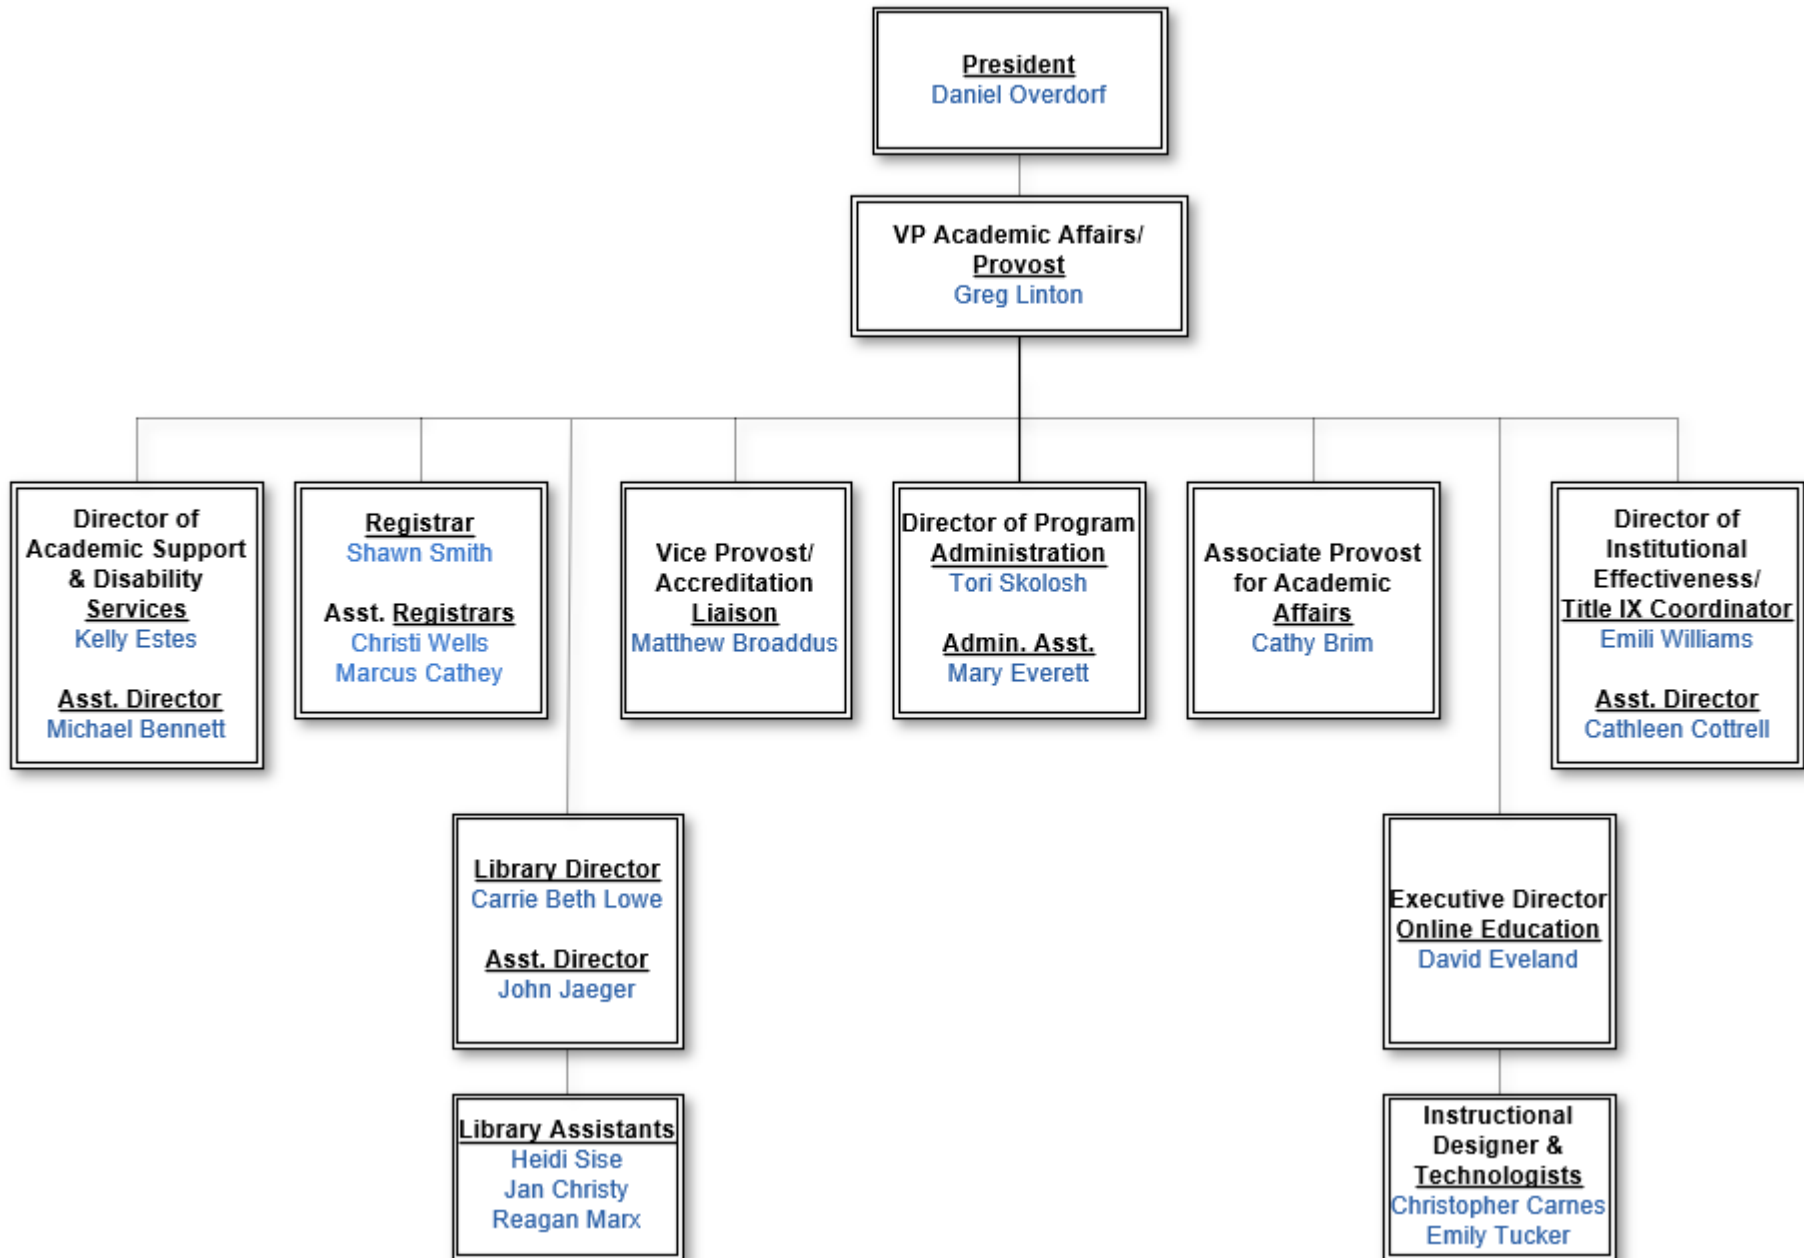 President
Daniel Overdorf
VP Academic Affairs/
Provost
Greg Linton
Director of
Academic Support
& Disability
Services
Kelly Estes
Asst. Director
Michael Bennett
Registrar
Shawn Smith
Asst. Registrars
Christi Wells
Marcus Cathey
Vice Provost/
Accreditation
Liaison
Matthew Broaddus
Director of Program
Administration
Tori Skolosh
Admin. Asst.
Mary Everett
Associate Provost
for Academic
Affairs
Cathy Brim
Director of
Institutional
Effectiveness/
Title IX Coordinator
Emili Williams
Asst. Director
Cathleen Cottrell
Library Director
Carrie Beth Lowe
Asst. Director
John Jaeger
Executive Director
Online Education
David Eveland
Library Assistants
Heidi Sise
Jan Christy
Reagan Marx
Instructional
Designer &
Technologists
Christopher Carnes
Emily Tucker